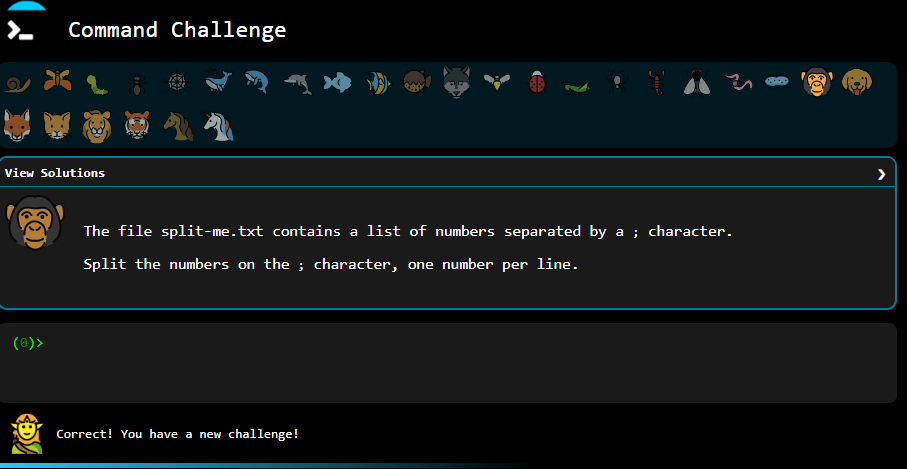 Command Challenge
View Solutions
The file split-me.txt contains a list of numbers separated by a ; character.
Split the numbers on the ; character, one number per line.
(0)>
Correct! You have a new challenge!